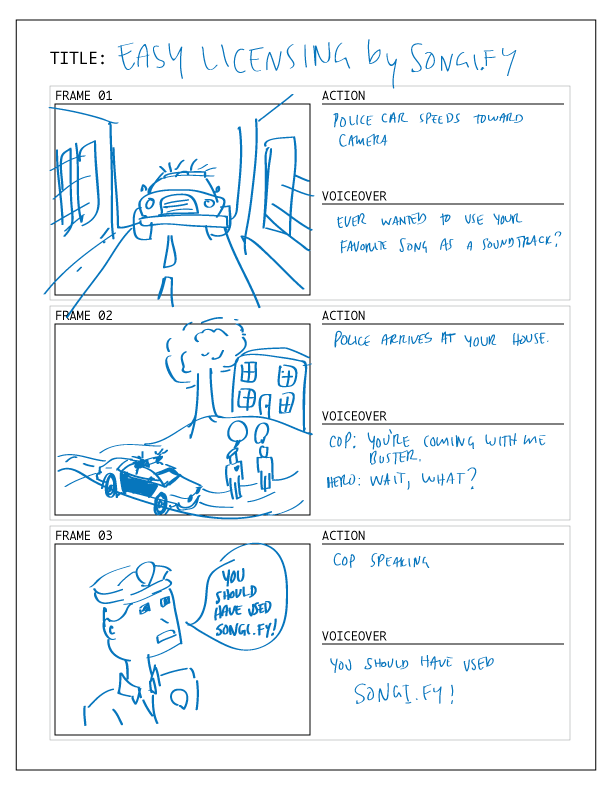 TITLE: EASY LICENSING by SONGI.FY
FRAME 01
ACTION
POLICE CAR SPEEDS TOWARD
CAMERA
VOICEOVER
EVER WANTED TO USE YOUR
FAVORITE SONG AS A SOUNDTRACK?
FRAME 02
ACTION
POLICE ARRIVES AT YOUR HOUSE.
VOICEOVER
COP: YOU'RE COMING WITH ME
BUSTER.
HERO: WAIT, WHAT?
FRAME 03
YOU
SHOULD
HAVE USED
SONGI.FY!
ACTION
COP SPEAKING
VOICEOVER
YOU SHOULD HAVE USED
SONGI.FY!